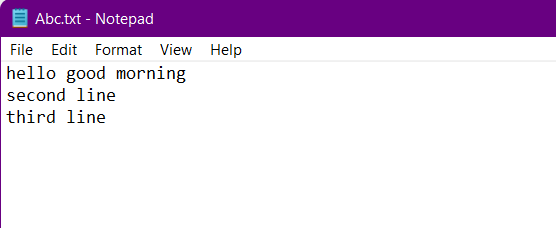 Abc.txt - Notepad
File Edit Format View Help
hello good morning
second line
third line